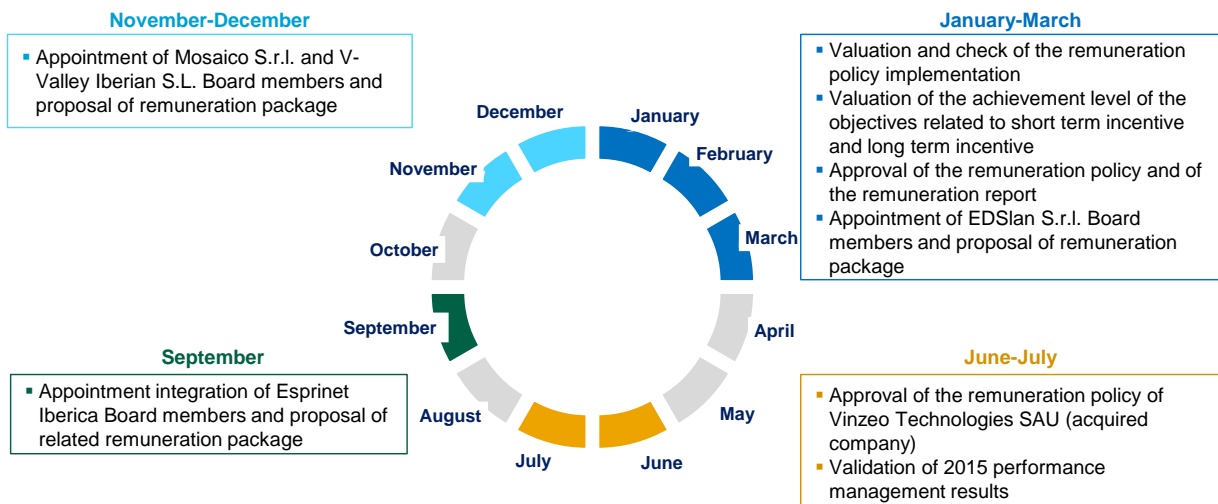 November-December
▪ Appointment of Mosaico S.r.l. and V-
Valley Iberian S.L. Board members and
proposal of remuneration package
January-March
▪ Valuation and check of the remuneration
policy implementation
▪ Valuation of the achievement level of the
objectives related to short term incentive
and long term incentive
▪ Approval of the remuneration policy and of
the remuneration report
▪ Appointment of EDSlan S.r.l. Board
members and proposal of remuneration
package
December
January
November
February
October
March
September
April
August
May
July
June
September
▪ Appointment integration of Esprinet
Iberica Board members and proposal of
related remuneration package
June-July
▪ Approval of the remuneration policy of
Vinzeo Technologies SAU (acquired
company)
▪ Validation of 2015 performance
management results